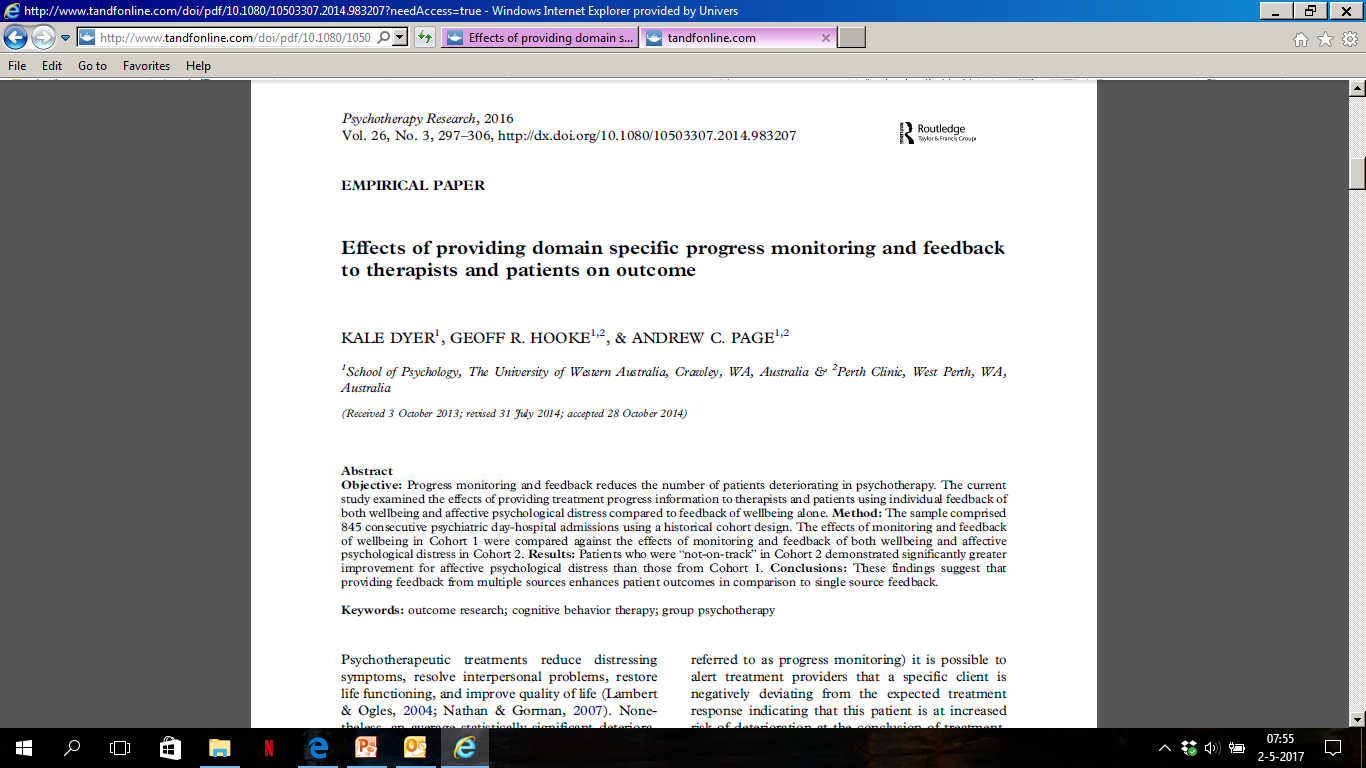 http://www.tandfonline.com/doi/pdf/10.1080/10503307.2014.983207?needAccess=true - Windows Internet Explorer provided by Univers
http://www.tandfonline.com/doi/pdf/10.1080/1050
Effects of providing domain s...
tandfonline.com
File Edit Go to Favorites Help
Psychotherapy Research, 2016
Vol. 26, No. 3, 297–306, http://dx.doi.org/10.1080/10503307.2014.983207
Routledge
Taylor & Francis Group
EMPIRICAL PAPER
Effects of providing domain specific progress monitoring and feedback
to therapists and patients on outcome
KALE DYER1, GEOFF R. HOOKE1,2, & ANDREW C. PAGE1,2
1School of Psychology, The University of Western Australia, Crawley, WA, Australia & 2Perth Clinic, West Perth, WA,
Australia
(Received 3 October 2013; revised 31 July 2014; accepted 28 October 2014)
Abstract
Objective: Progress monitoring and feedback reduces the number of patients deteriorating in psychotherapy. The current
study examined the effects of providing treatment progress information to therapists and patients using individual feedback of
both wellbeing and affective psychological distress compared to feedback of wellbeing alone. Method: The sample comprised
845 consecutive psychiatric day-hospital admissions using a historical cohort design. The effects of monitoring and feedback
of wellbeing in Cohort 1 were compared against the effects of monitoring and feedback of both wellbeing and affective
psychological distress in Cohort 2. Results: Patients who were “not-on-track” in Cohort 2 demonstrated significantly greater
improvement for affective psychological distress than those from Cohort 1. Conclusions: These findings suggest that
providing feedback from multiple sources enhances patient outcomes in comparison to single source feedback.
Keywords: outcome research; cognitive behavior therapy; group psychotherapy
Psychotherapeutic treatments reduce distressing
symptoms, resolve interpersonal problems, restore
life functioning, and improve quality of life (Lambert
& Ogles, 2004; Nathan & Gorman, 2007). None-
theless, an average statistically significant deteriora-
referred to as progress monitoring) it is possible to
alert treatment providers that a specific client is
negatively deviating from the expected treatment
response indicating that this patient is at increased
risk of deterioration at the conclusion of treatment.
07:55
2-5-2017